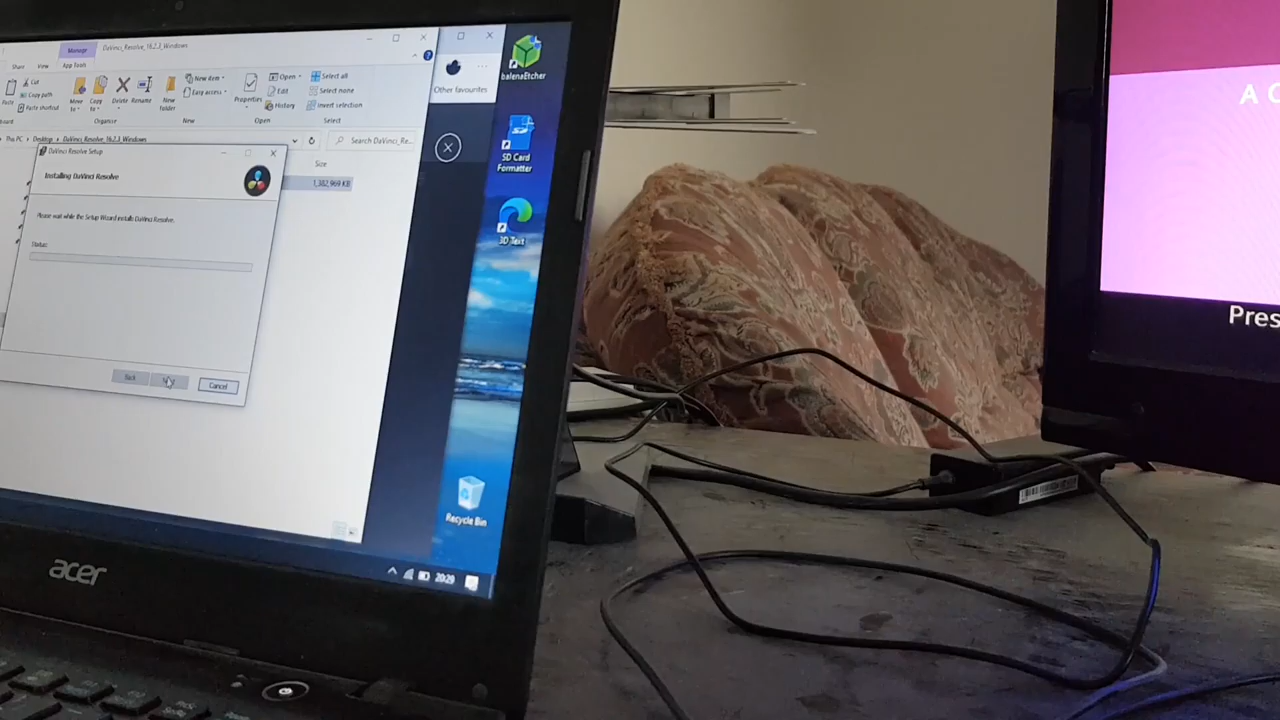 DaVinci_Resolve_16.2.3_Windows
Manage
Share
View
App Tools
Cut
Copy path
Paste shortcut
Paste
Move to
Copy to
Delete
Rename
New folder
New item
Easy access
Properties
Open
Edit
History
Select all
Select none
Invert selection
Organise
New
Open
Select
This PC
Desktop
DaVinci_Resolve_16.2.3_Windows
Search DaVinci_Re...
Size
1,382,969 KB
DaVinci Resolve Setup
Installing DaVinci Resolve
Please wait while the Setup Wizard installs DaVinci Resolve.
Status:
Back
Cancel
Other favourites
balenaEtcher
SD Card
Formatter
3D Text
Recycle Bin
20:29
acer
A
Pres